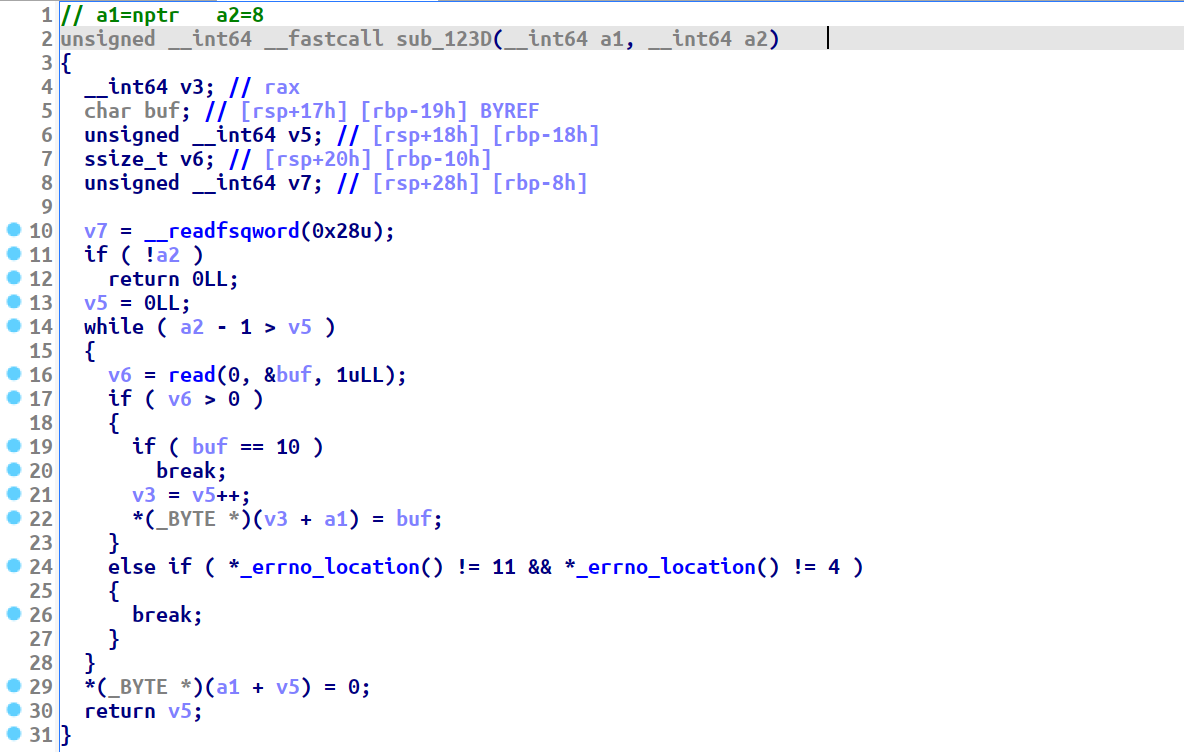 1 // a1=nptr   a2=8
2 unsigned __int64 __fastcall sub_123D(__int64 a1, __int64 a2)
3 {
4   __int64 v3; // rax
5   char buf; // [rsp+17h] [rbp-19h] BYREF
6   unsigned __int64 v5; // [rsp+18h] [rbp-18h]
7   ssize_t v6; // [rsp+20h] [rbp-10h]
8   unsigned __int64 v7; // [rsp+28h] [rbp-8h]
9
10   v7 = __readfsqword(0x28u);
11   if ( !a2 )
12     return 0LL;
13   v5 = 0LL;
14   while ( a2 - 1 > v5 )
15   {
16     v6 = read(0, &buf, 1uLL);
17     if ( v6 > 0 )
18     {
19       if ( buf == 10 )
20         break;
21       v3 = v5++;
22       *(_BYTE *)(v3 + a1) = buf;
23     }
24     else if ( *_errno_location() != 11 && *_errno_location() != 4 )
25     {
26       break;
27     }
28   }
29   *(_BYTE *)(a1 + v5) = 0;
30   return v5;
31 }